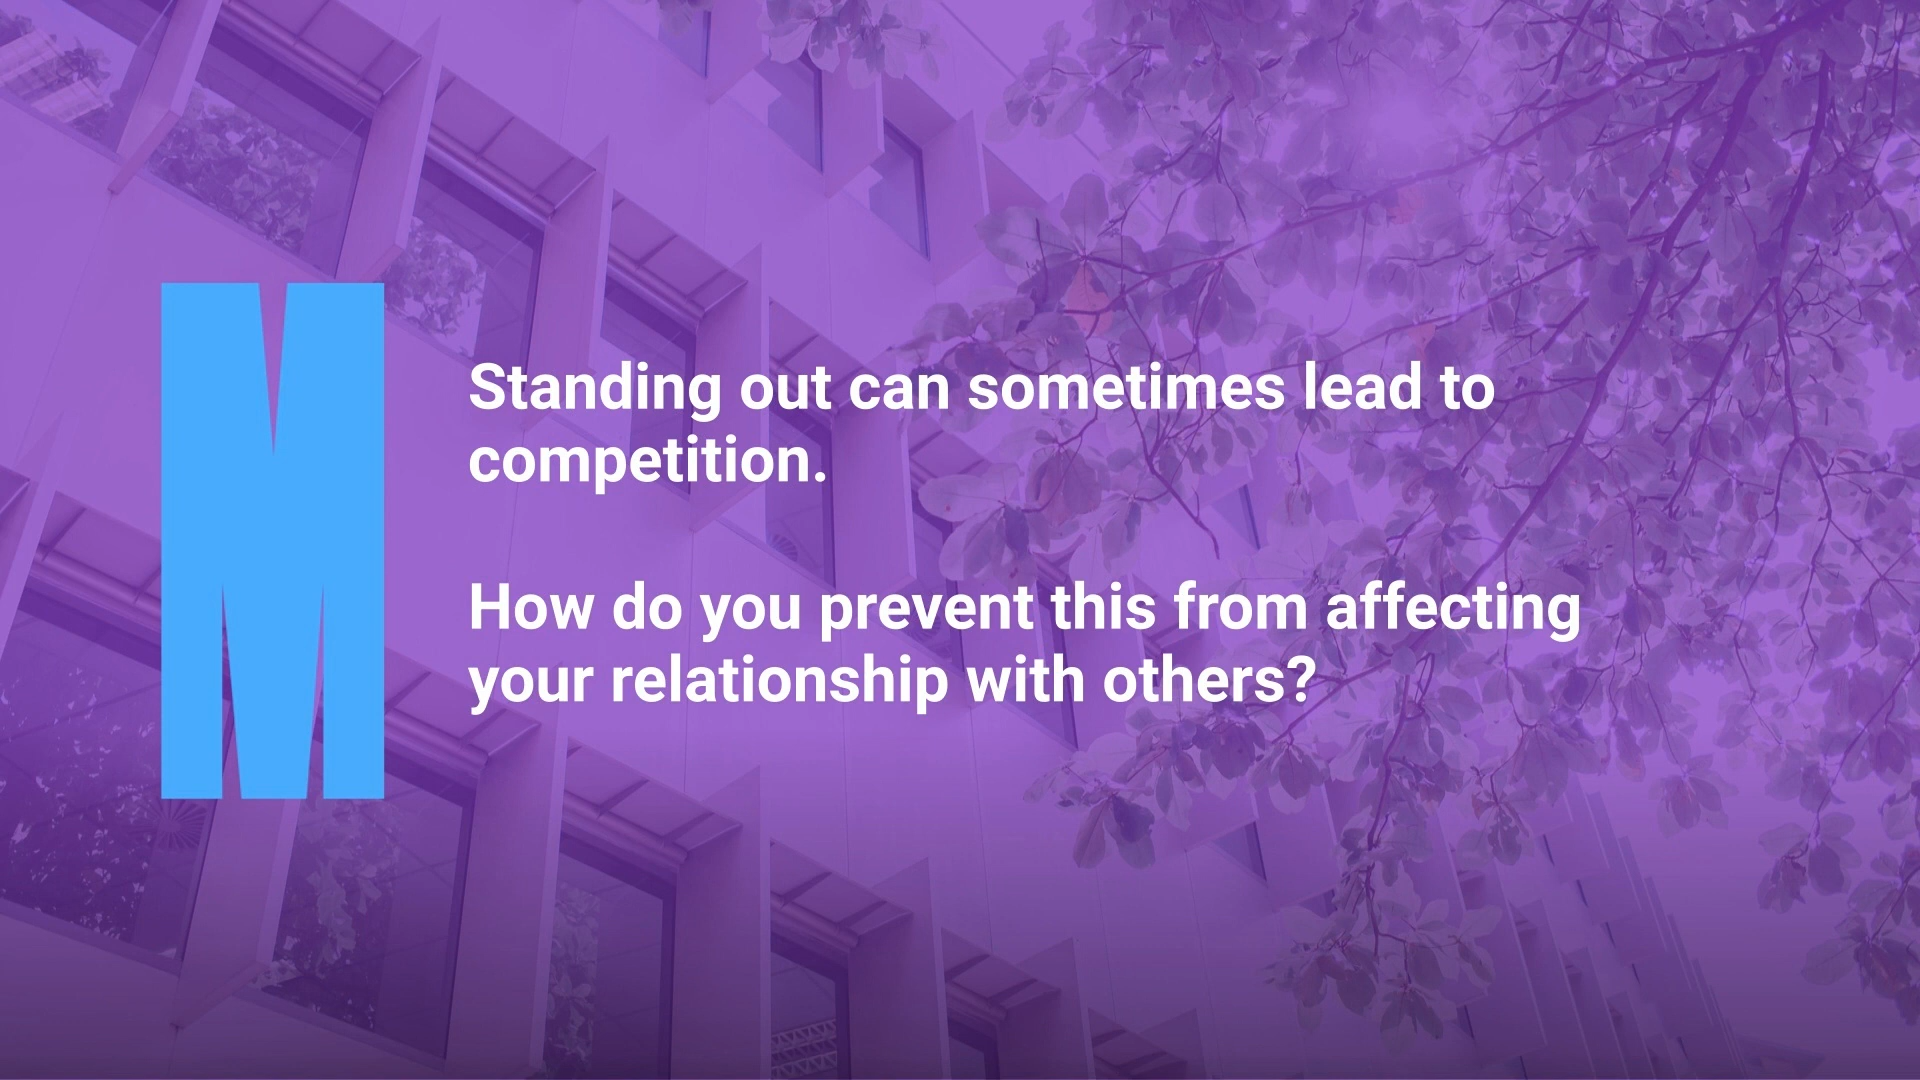 M
Standing out can sometimes lead to
competition.
How do you prevent this from affecting
your relationship with others?